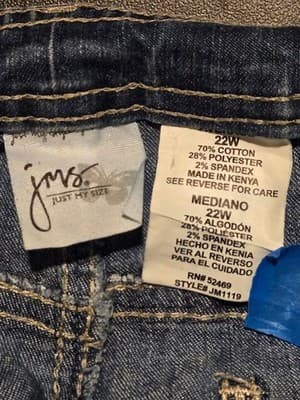 jms.
JUST MY SIZE
22W
70% COTTON
28% POLYESTER
2% SPANDEX
MADE IN KENYA
SEE REVERSE FOR CARE
MEDIANO
22W
70% ALGODÓN
28% POLIÉSTER
2% SPANDEX
HECHO EN KENIA
VER AL REVERSO
PARA EL CUIDADO
RN# 52469
STYLE# JM1119